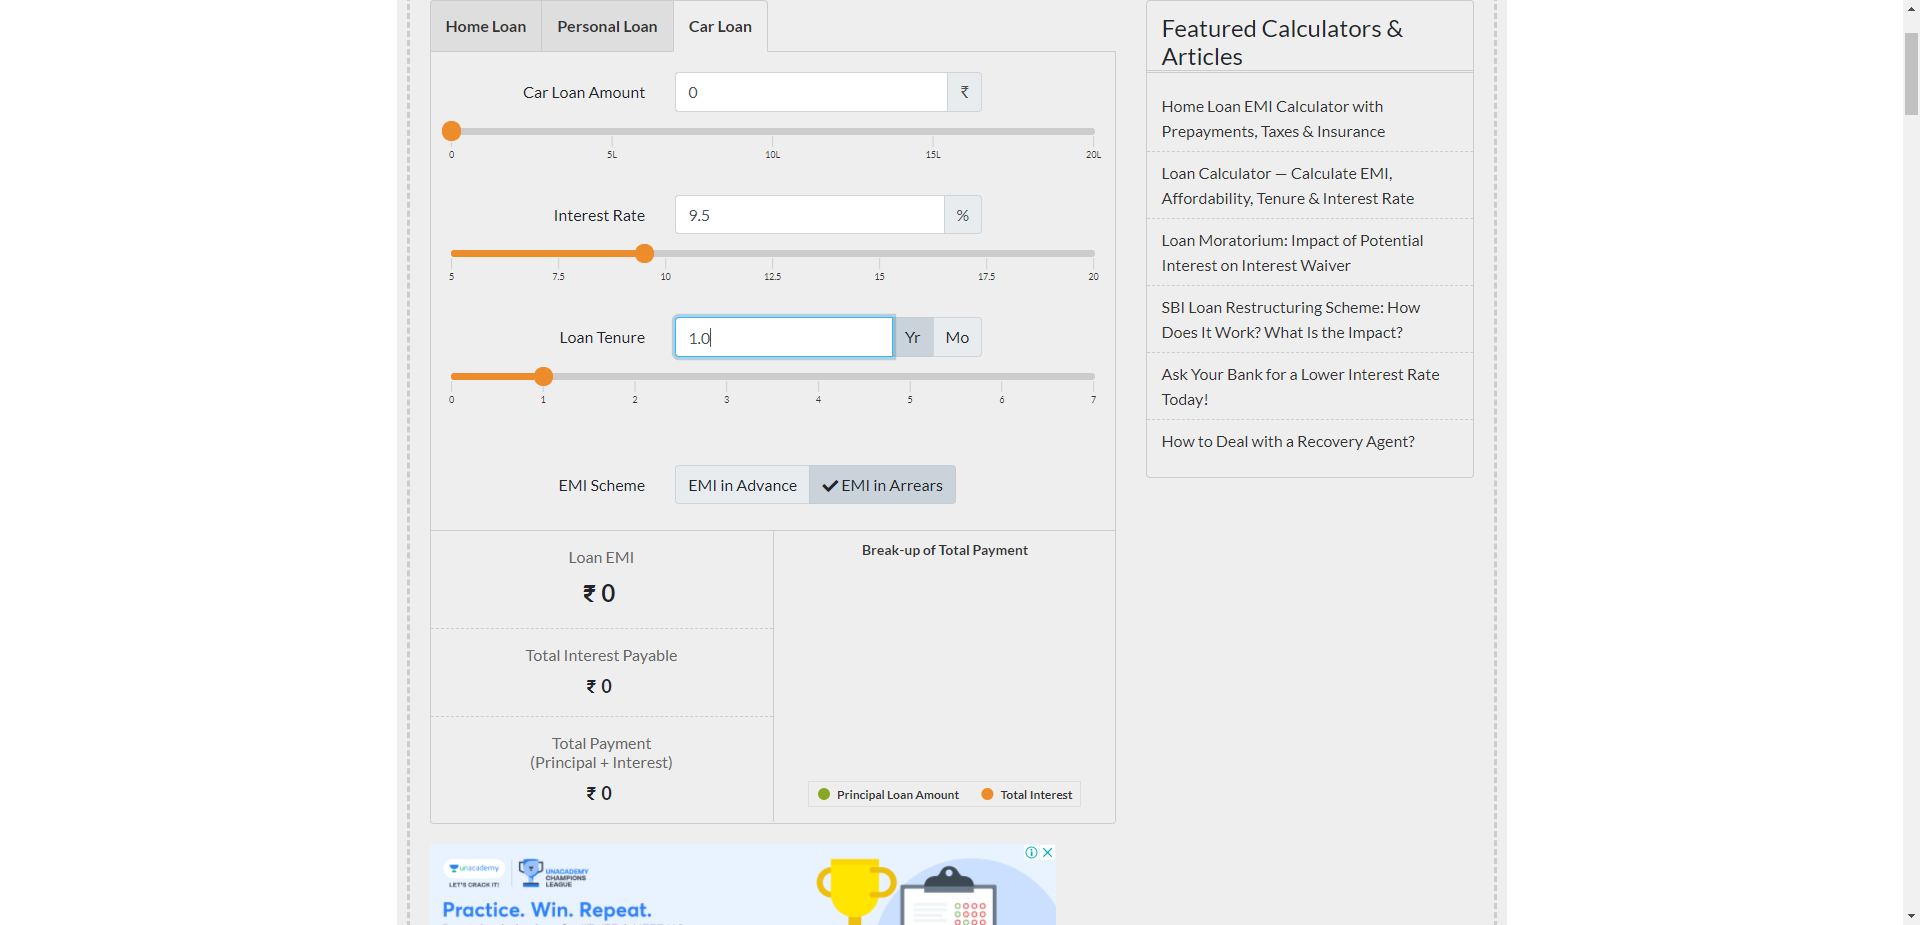 Home Loan
Personal Loan
Car Loan
Car Loan Amount
0
₹
0
5L
10L
15L
20L
Interest Rate
9.5
%
5
7.5
10
12.5
15
17.5
20
Loan Tenure
1.0
Yr
Mo
0
1
2
3
4
5
6
7
EMI Scheme
EMI in Advance
EMI in Arrears
Loan EMI
₹ 0
Total Interest Payable
₹ 0
Total Payment
(Principal + Interest)
₹ 0
Break-up of Total Payment
Principal Loan Amount
Total Interest
unacademy
LET'S CRACK IT!
UNACADEMY
CHAMPIONS
LEAGUE
Practice. Win. Repeat.
Featured Calculators &
Articles
Home Loan EMI Calculator with
Prepayments, Taxes & Insurance
Loan Calculator — Calculate EMI,
Affordability, Tenure & Interest Rate
Loan Moratorium: Impact of Potential
Interest on Interest Waiver
SBI Loan Restructuring Scheme: How
Does It Work? What Is the Impact?
Ask Your Bank for a Lower Interest Rate
Today!
How to Deal with a Recovery Agent?